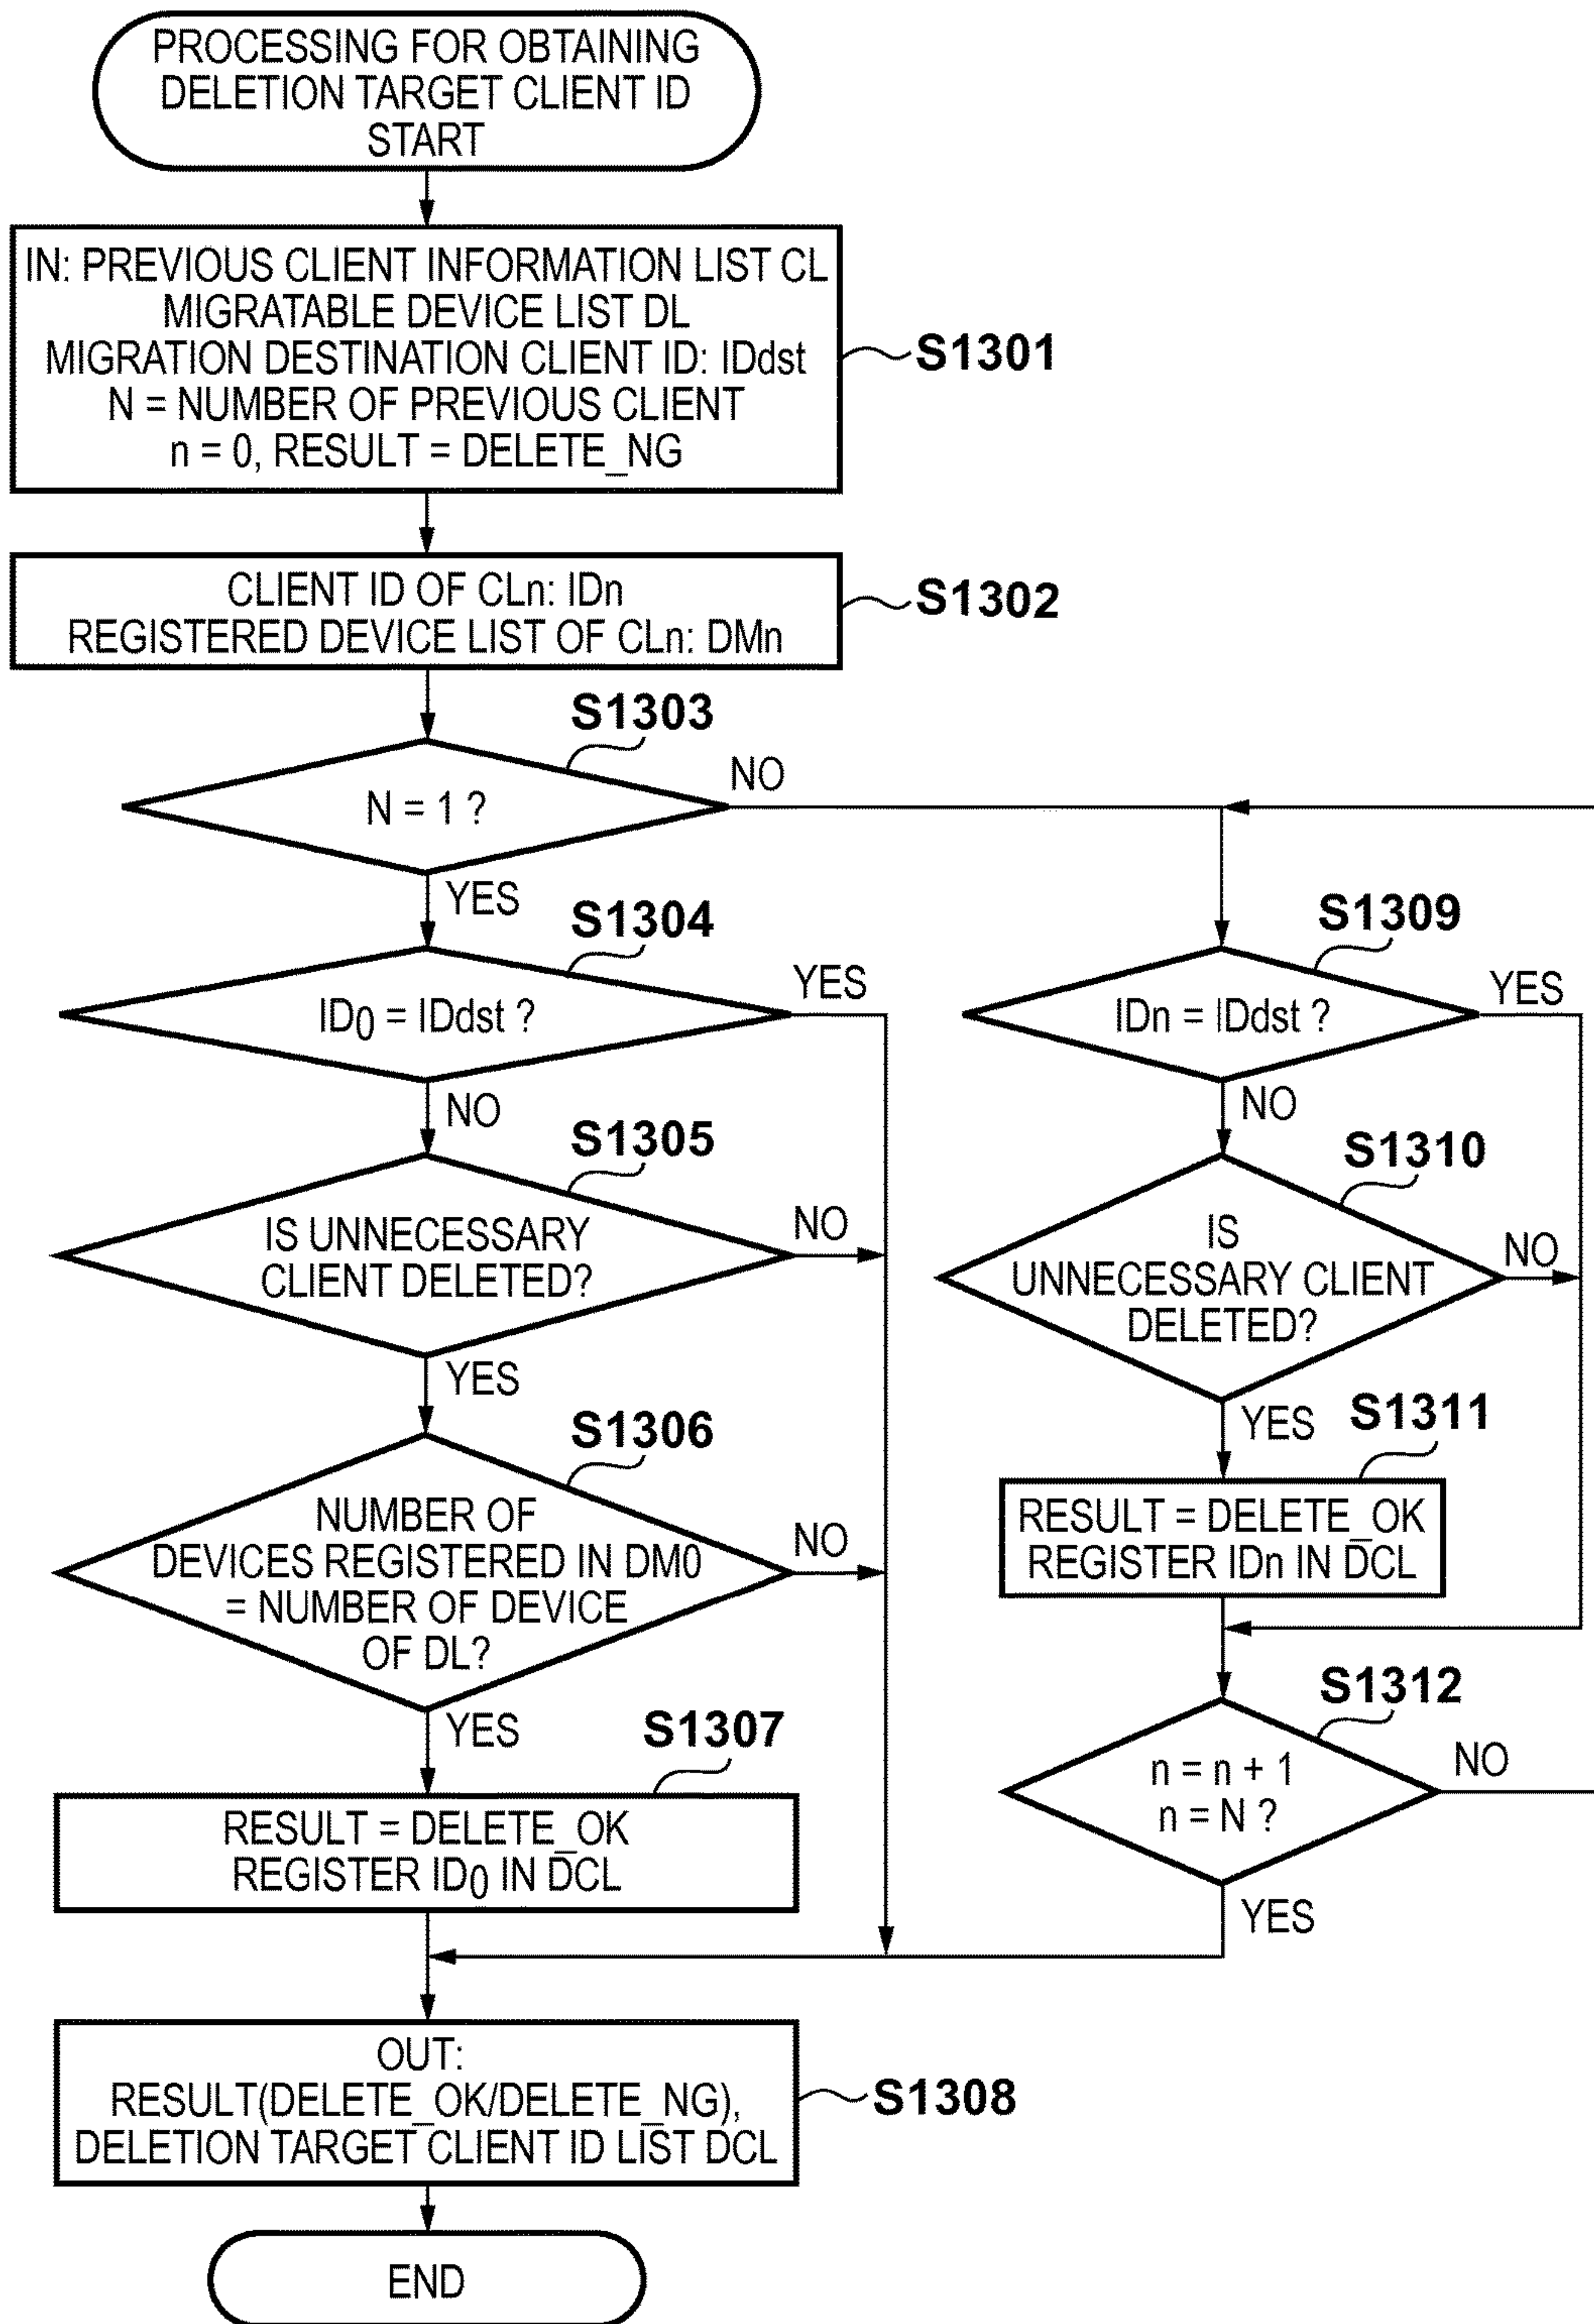 PROCESSING FOR OBTAINING
DELETION TARGET CLIENT ID
START
IN: PREVIOUS CLIENT INFORMATION LIST CL
MIGRATABLE DEVICE LIST DL
MIGRATION DESTINATION CLIENT ID: IDdst
N = NUMBER OF PREVIOUS CLIENT
n = 0, RESULT = DELETE_NG
S1301
CLIENT ID OF CLn: IDn
REGISTERED DEVICE LIST OF CLn: DMn
S1302
S1303
N = 1 ?
NO
YES
S1304
ID0 = IDdst ?
YES
NO
S1305
IS UNNECESSARY
CLIENT DELETED?
NO
YES
S1306
NUMBER OF
DEVICES REGISTERED IN DM0
= NUMBER OF DEVICE
OF DL?
NO
YES
S1307
RESULT = DELETE_OK
REGISTER ID0 IN DCL
S1309
IDn = IDdst ?
YES
NO
S1310
IS
UNNECESSARY CLIENT
DELETED?
NO
YES
S1311
RESULT = DELETE_OK
REGISTER IDn IN DCL
S1312
n = n + 1
n = N ?
NO
YES
OUT:
RESULT(DELETE_OK/DELETE_NG),
DELETION TARGET CLIENT ID LIST DCL
S1308
END